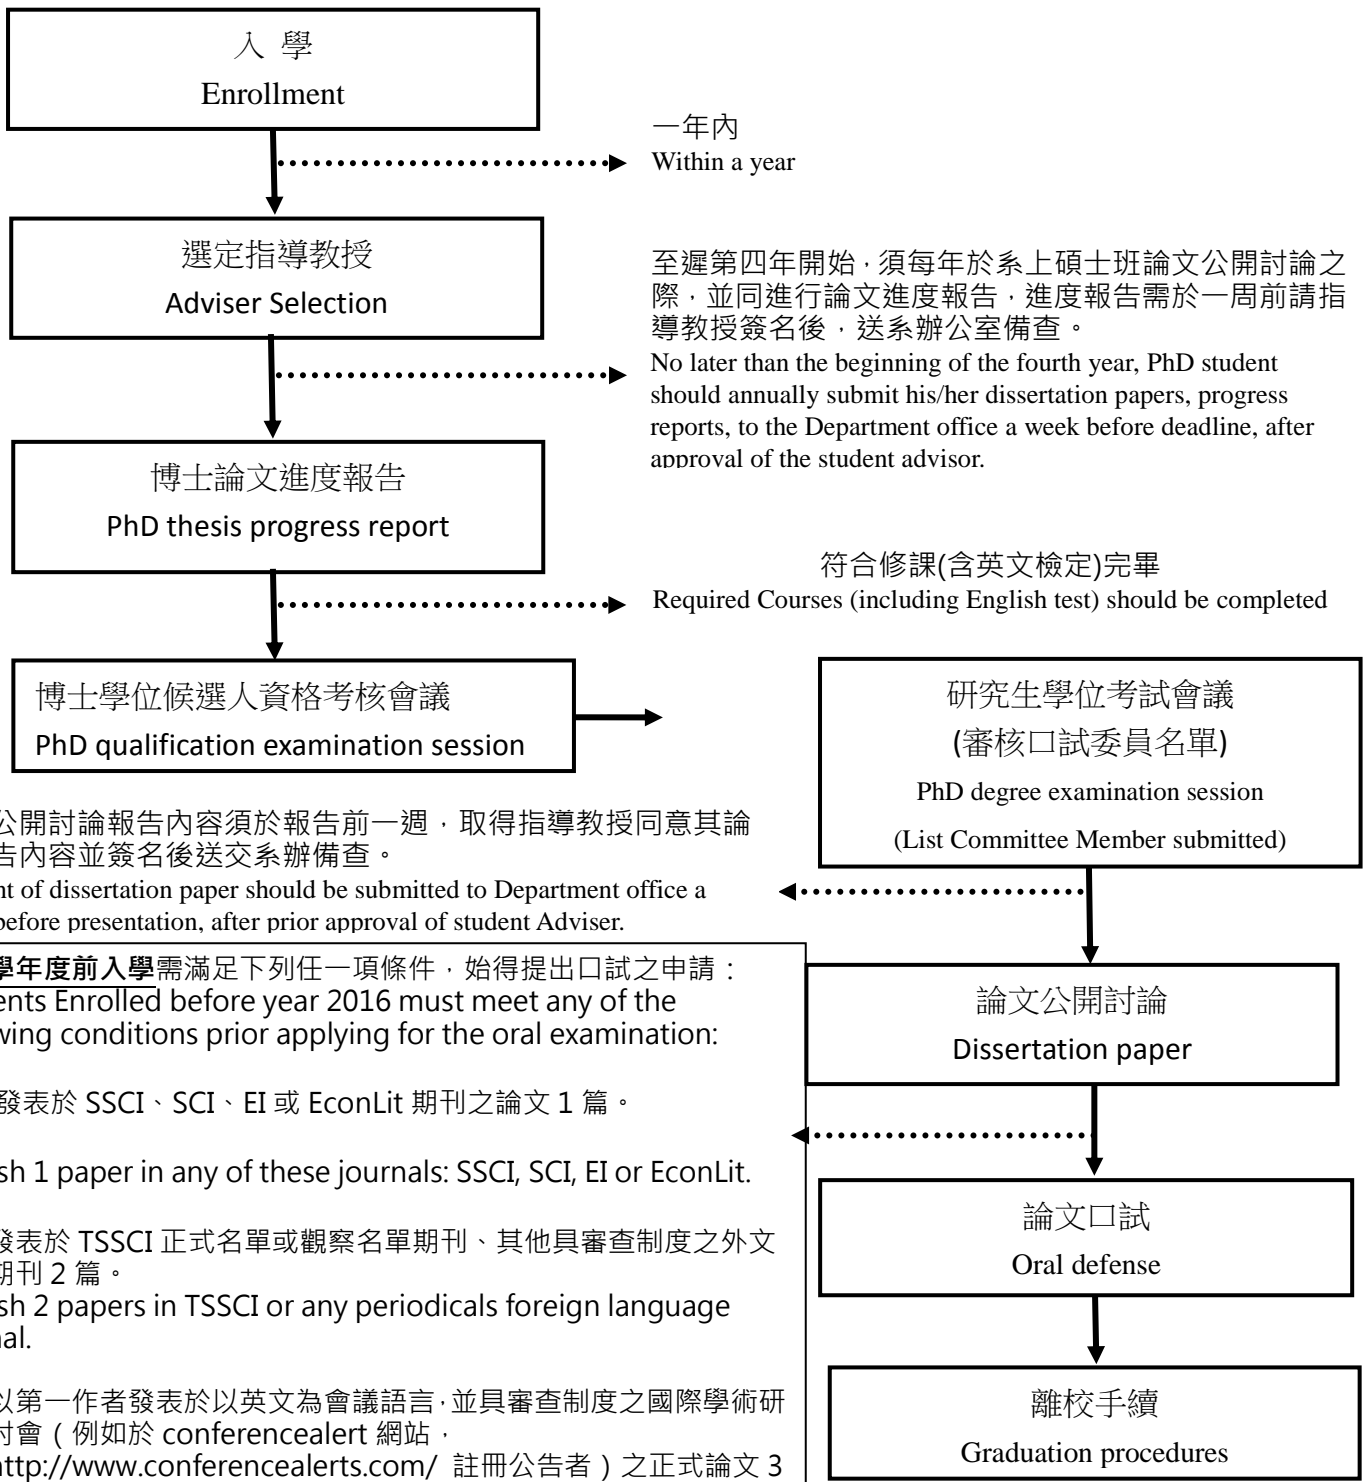 入 學
Enrollment
一年內
Within a year
選定指導教授
Adviser Selection
至遲第四年開始，須每年於系上碩士班論文公開討論之
際，並同進行論文進度報告，進度報告需於一周前請指
導教授簽名後，送系辦公室備查。
No later than the beginning of the fourth year, PhD student
should annually submit his/her dissertation papers, progress
reports, to the Department office a week before deadline, after
approval of the student advisor.
博士論文進度報告
PhD thesis progress report
符合修課(含英文檢定)完畢
Required Courses (including English test) should be completed
博士學位候選人資格考核會議
PhD qualification examination session
研究生學位考試會議
(審核口試委員名單)
PhD degree examination session
(List Committee Member submitted)
公開討論報告內容須於報告前一週，取得指導教授同意其論
告內容並簽名後送交系辦備查。
nt of dissertation paper should be submitted to Department office a
before presentation, after prior approval of student Adviser.
學年度前入學需滿足下列任一項條件，始得提出口試之申請：
ents Enrolled before year 2016 must meet any of the
wing conditions prior applying for the oral examination:
發表於 SSCI、SCI、EI 或 EconLit 期刊之論文 1 篇。
sh 1 paper in any of these journals: SSCI, SCI, EI or EconLit.
發表於 TSSCI 正式名單或觀察名單期刊、其他具審查制度之外文
期刊 2 篇。
sh 2 papers in TSSCI or any periodicals foreign language
nal.
以第一作者發表於以英文為會議語言，並具審查制度之國際學術研
討會（例如於 conferencealert 網站，
http://www.conferencealerts.com/ 註冊公告者）之正式論文 3
論文公開討論
Dissertation paper
論文口試
Oral defense
離校手續
Graduation procedures